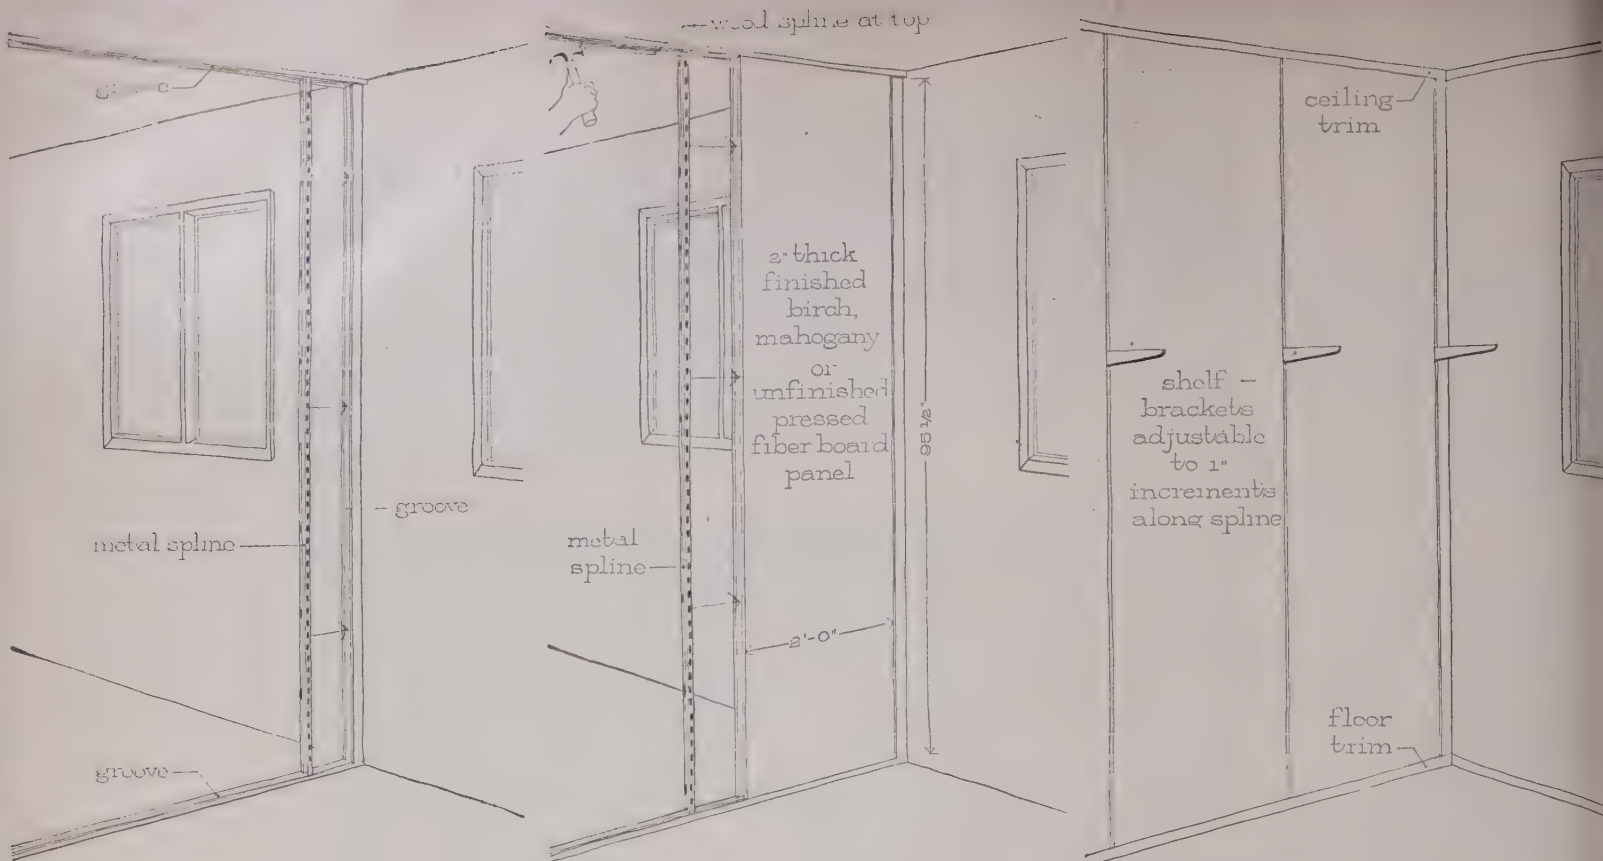 groove
metal spline
groove
wood spline at top
metal
spline
2" thick
finished
birch,
mahogany
or
unfinished
pressed
fiber board
panel
95 1/2"
2'-0"
ceiling
trim
shelf -
brackets
adjustable
to 1"
increments
along spline
floor
trim